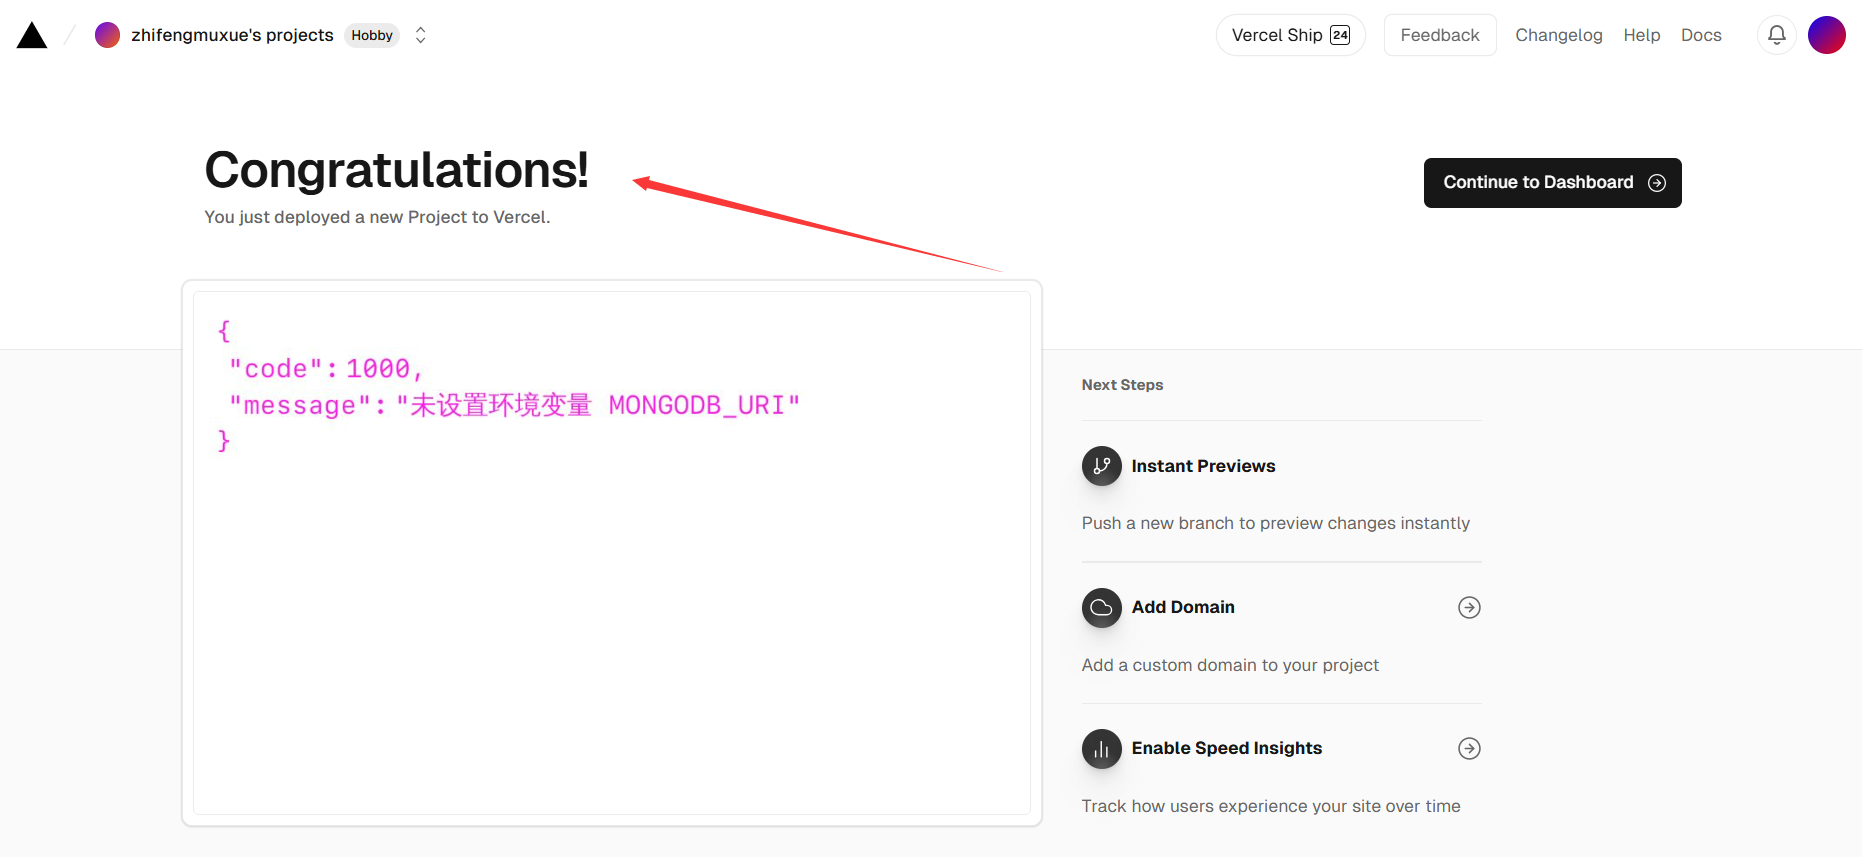 zhifengmuxue's projects Hobby
Vercel Ship 24 Feedback Changelog Help Docs
Congratulations!
You just deployed a new Project to Vercel.
Continue to Dashboard
{
"code": 1000,
"message": "未设置环境变量 MONGODB_URI"
}
Next Steps
Instant Previews
Push a new branch to preview changes instantly
Add Domain
Add a custom domain to your project
Enable Speed Insights
Track how users experience your site over time